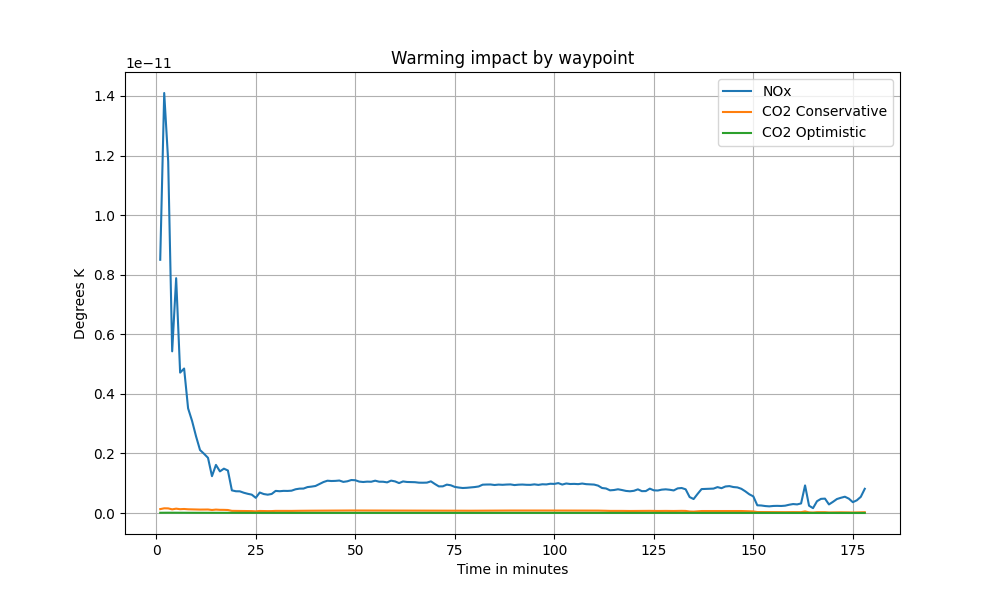 Warming impact by waypoint
1e−11
1.4
1.2
1.0
0.8
0.6
0.4
0.2
0.0
Degrees K
NOx
CO2 Conservative
CO2 Optimistic
0 25 50 75 100 125 150 175
Time in minutes